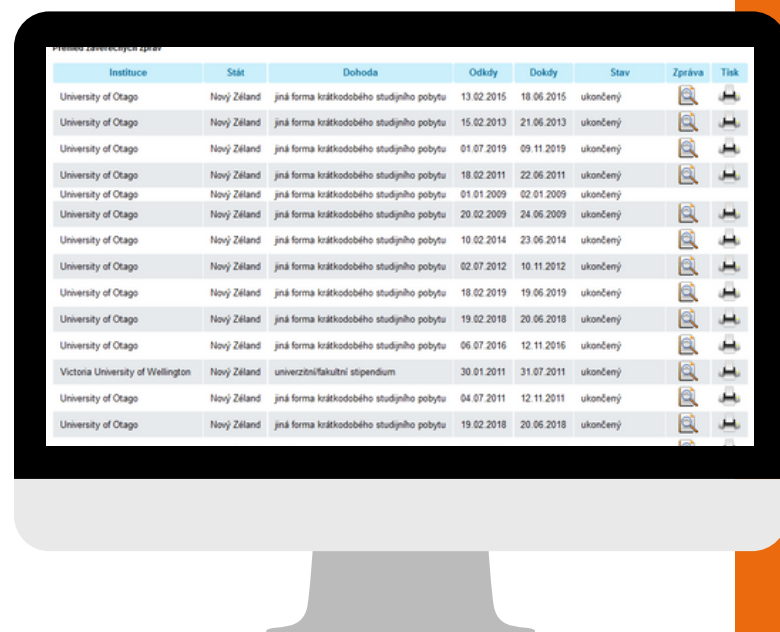 Přehled závěrečných zpráv
Instituce Stát Dohoda Odkdy Dokdy Stav Zpráva Tisk
University of Otago Nový Zéland jiná forma krátkodobého studijního pobytu 13.02.2015 18.06.2015 ukončený
University of Otago Nový Zéland jiná forma krátkodobého studijního pobytu 15.02.2013 21.06.2013 ukončený
University of Otago Nový Zéland jiná forma krátkodobého studijního pobytu 01.07.2019 09.11.2019 ukončený
University of Otago Nový Zéland jiná forma krátkodobého studijního pobytu 18.02.2011 22.06.2011 ukončený
University of Otago Nový Zéland jiná forma krátkodobého studijního pobytu 01.01.2009 02.01.2009 ukončený
University of Otago Nový Zéland jiná forma krátkodobého studijního pobytu 20.02.2009 24.06.2009 ukončený
University of Otago Nový Zéland jiná forma krátkodobého studijního pobytu 10.02.2014 23.06.2014 ukončený
University of Otago Nový Zéland jiná forma krátkodobého studijního pobytu 02.07.2012 10.11.2012 ukončený
University of Otago Nový Zéland jiná forma krátkodobého studijního pobytu 18.02.2019 19.06.2019 ukončený
University of Otago Nový Zéland jiná forma krátkodobého studijního pobytu 19.02.2018 20.06.2018 ukončený
University of Otago Nový Zéland jiná forma krátkodobého studijního pobytu 06.07.2016 12.11.2016 ukončený
Victoria University of Wellington Nový Zéland univerzitní/fakultní stipendium 30.01.2011 31.07.2011 ukončený
University of Otago Nový Zéland jiná forma krátkodobého studijního pobytu 04.07.2011 12.11.2011 ukončený
University of Otago Nový Zéland jiná forma krátkodobého studijního pobytu 19.02.2018 20.06.2018 ukončený